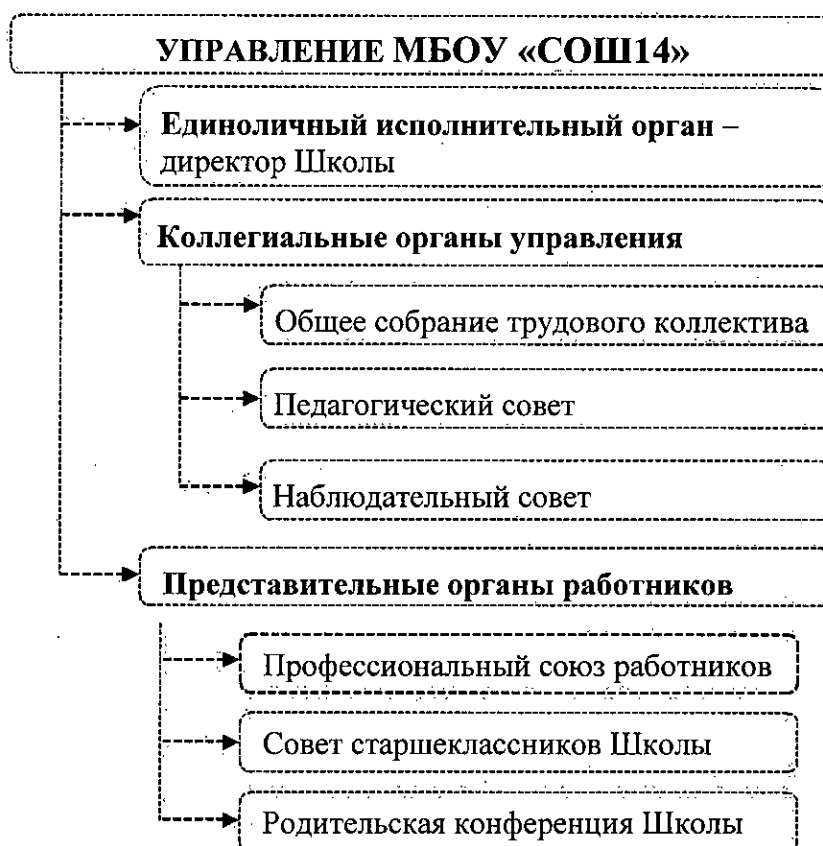 УПРАВЛЕНИЕ МБОУ «СОШ14»
Единоличный исполнительный орган –
директор Школы
Коллегиальные органы управления
Общее собрание трудового коллектива
Педагогический совет
Наблюдательный совет
Представительные органы работников
Профессиональный союз работников
Совет старшеклассников Школы
Родительская конференция Школы